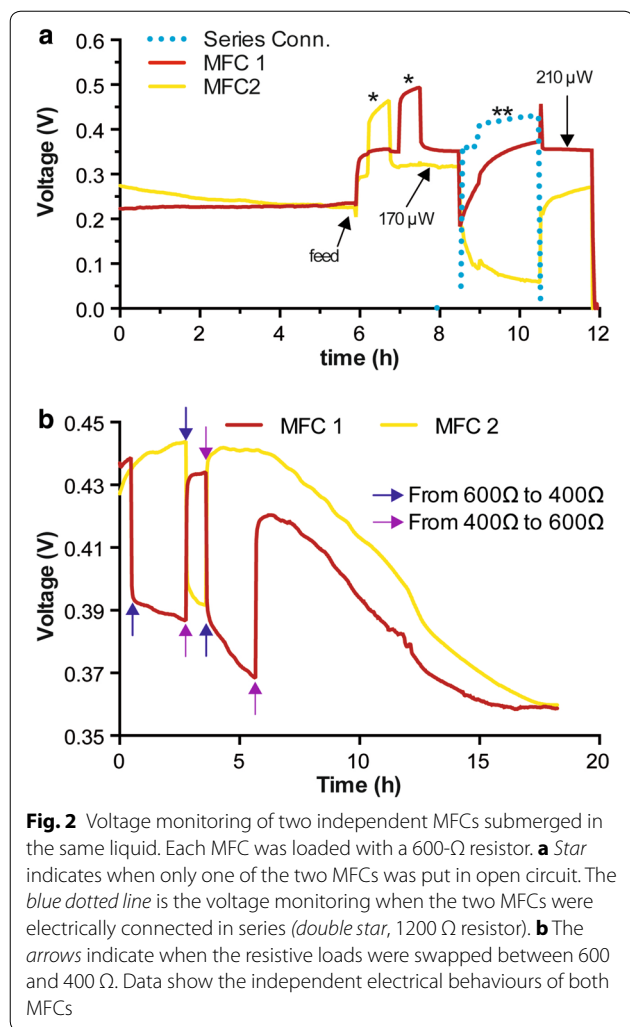 a
Series Conn.
MFC 1
MFC2
*
*
**
210 µW
170 µW
feed
Voltage (V)
0.6
0.5
0.4
0.3
0.2
0.1
0.0
0 2 4 6 8 10 12
time (h)
b
MFC 1 MFC 2
From 600Ω to 400Ω
From 400Ω to 600Ω
Voltage (V)
0.45
0.43
0.41
0.39
0.37
0.35
0 5 10 15 20
Time (h)
Fig. 2 Voltage monitoring of two independent MFCs submerged in
the same liquid. Each MFC was loaded with a 600-Ω resistor. a Star
indicates when only one of the two MFCs was put in open circuit. The
blue dotted line is the voltage monitoring when the two MFCs were
electrically connected in series (double star, 1200 Ω resistor). b The
arrows indicate when the resistive loads were swapped between 600
and 400 Ω. Data show the independent electrical behaviours of both
MFCs